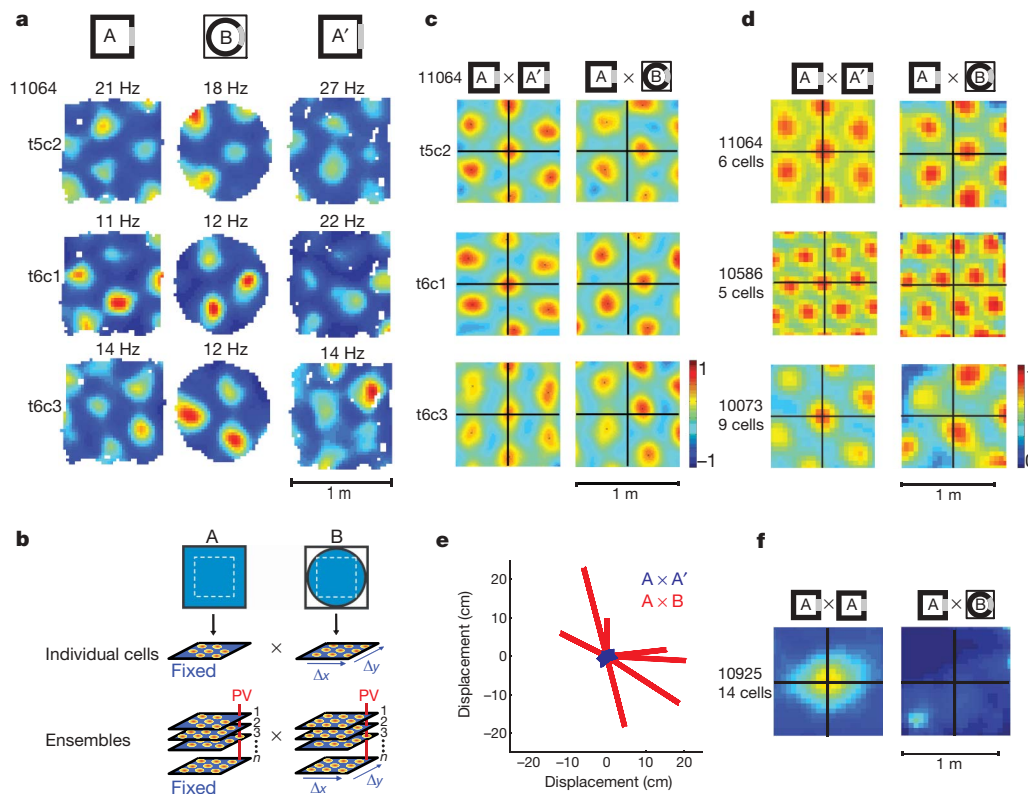 a
A
B
A′
11064
21 Hz
18 Hz
27 Hz
t5c2
11 Hz
12 Hz
22 Hz
t6c1
14 Hz
12 Hz
14 Hz
t6c3
1 m
b
A
B
Individual cells
×
Fixed
Δx
Δy
PV
PV
Ensembles
×
1
2
3
n
1
2
3
n
Fixed
Δx
Δy
c
11064
A × A′
A × B
t5c2
t6c1
t6c3
1
−1
1 m
d
A × A′
A × B
11064
6 cells
10586
5 cells
10073
9 cells
1
0
1 m
e
A × A′
A × B
Displacement (cm)
20
10
0
−10
−20
−20
−10
0
10
20
Displacement (cm)
f
A × A
A × B
10925
14 cells
1 m